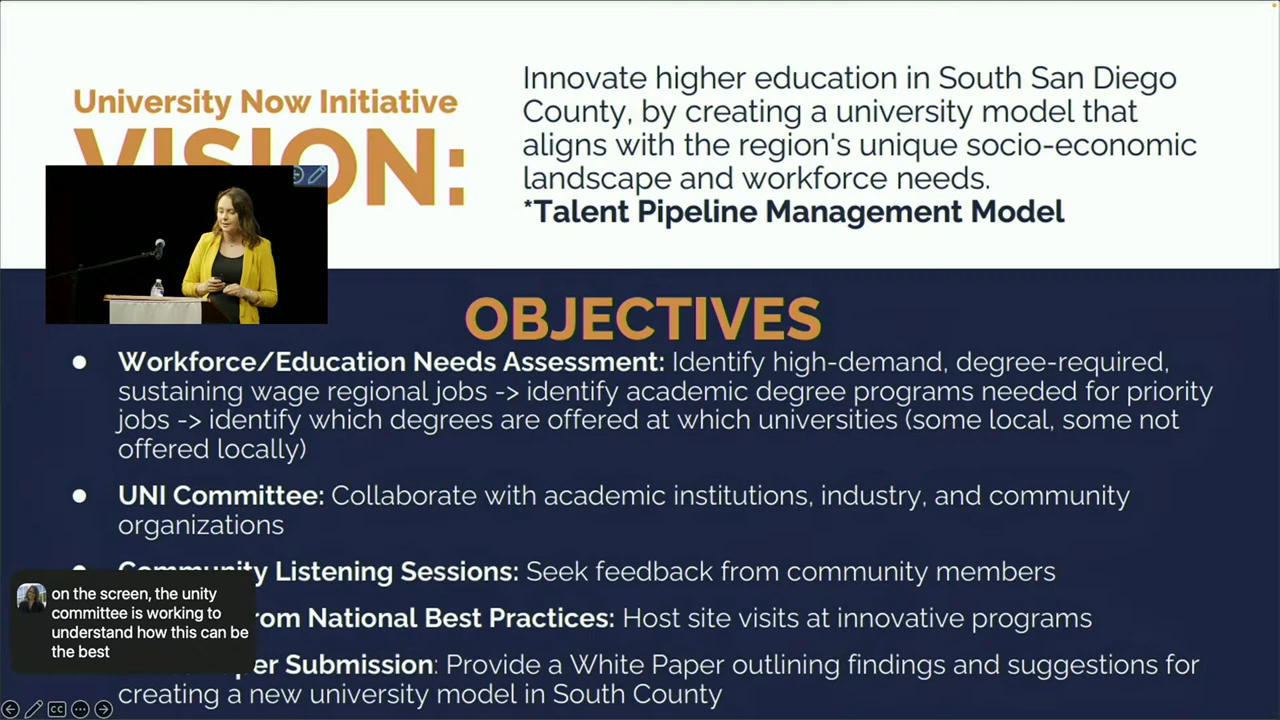 University Now Initiative
VISION:
Innovate higher education in South San Diego
County, by creating a university model that
aligns with the region's unique socio-economic
landscape and workforce needs.
*Talent Pipeline Management Model
OBJECTIVES
● Workforce/Education Needs Assessment: Identify high-demand, degree-required,
sustaining wage regional jobs -> identify academic degree programs needed for priority
jobs -> identify which degrees are offered at which universities (some local, some not
offered locally)
● UNI Committee: Collaborate with academic institutions, industry, and community
organizations
Community Listening Sessions: Seek feedback from community members
from National Best Practices: Host site visits at innovative programs
Submission: Provide a White Paper outlining findings and suggestions for
creating a new university model in South County
on the screen, the unity
committee is working to
understand how this can be
the best
CC